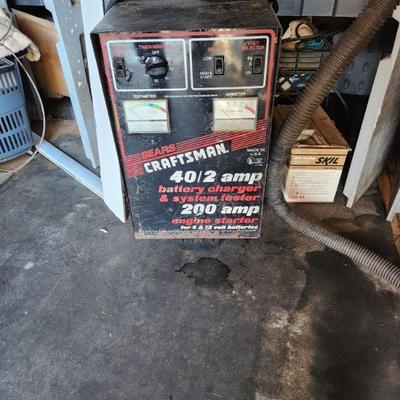 TIMER/MIN.
OFF
VOLT
SELECTOR
LOW
HIGH &
START
TESTMETER
AMMETER
SEARS
CRAFTSMAN
MADE IN
U.S.A.
40/2 amp
battery charger
& system tester
200 amp
engine starter
for 6 & 12 volt batteries
SKIL